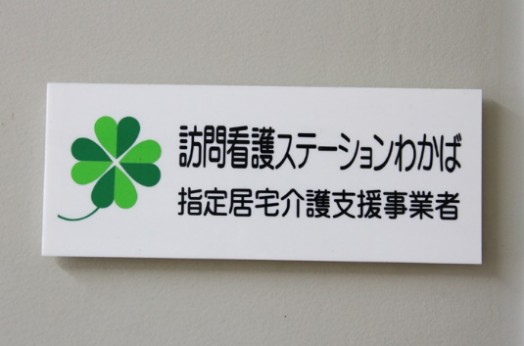 訪問看護ステーションわかば
指定居宅介護支援事業者